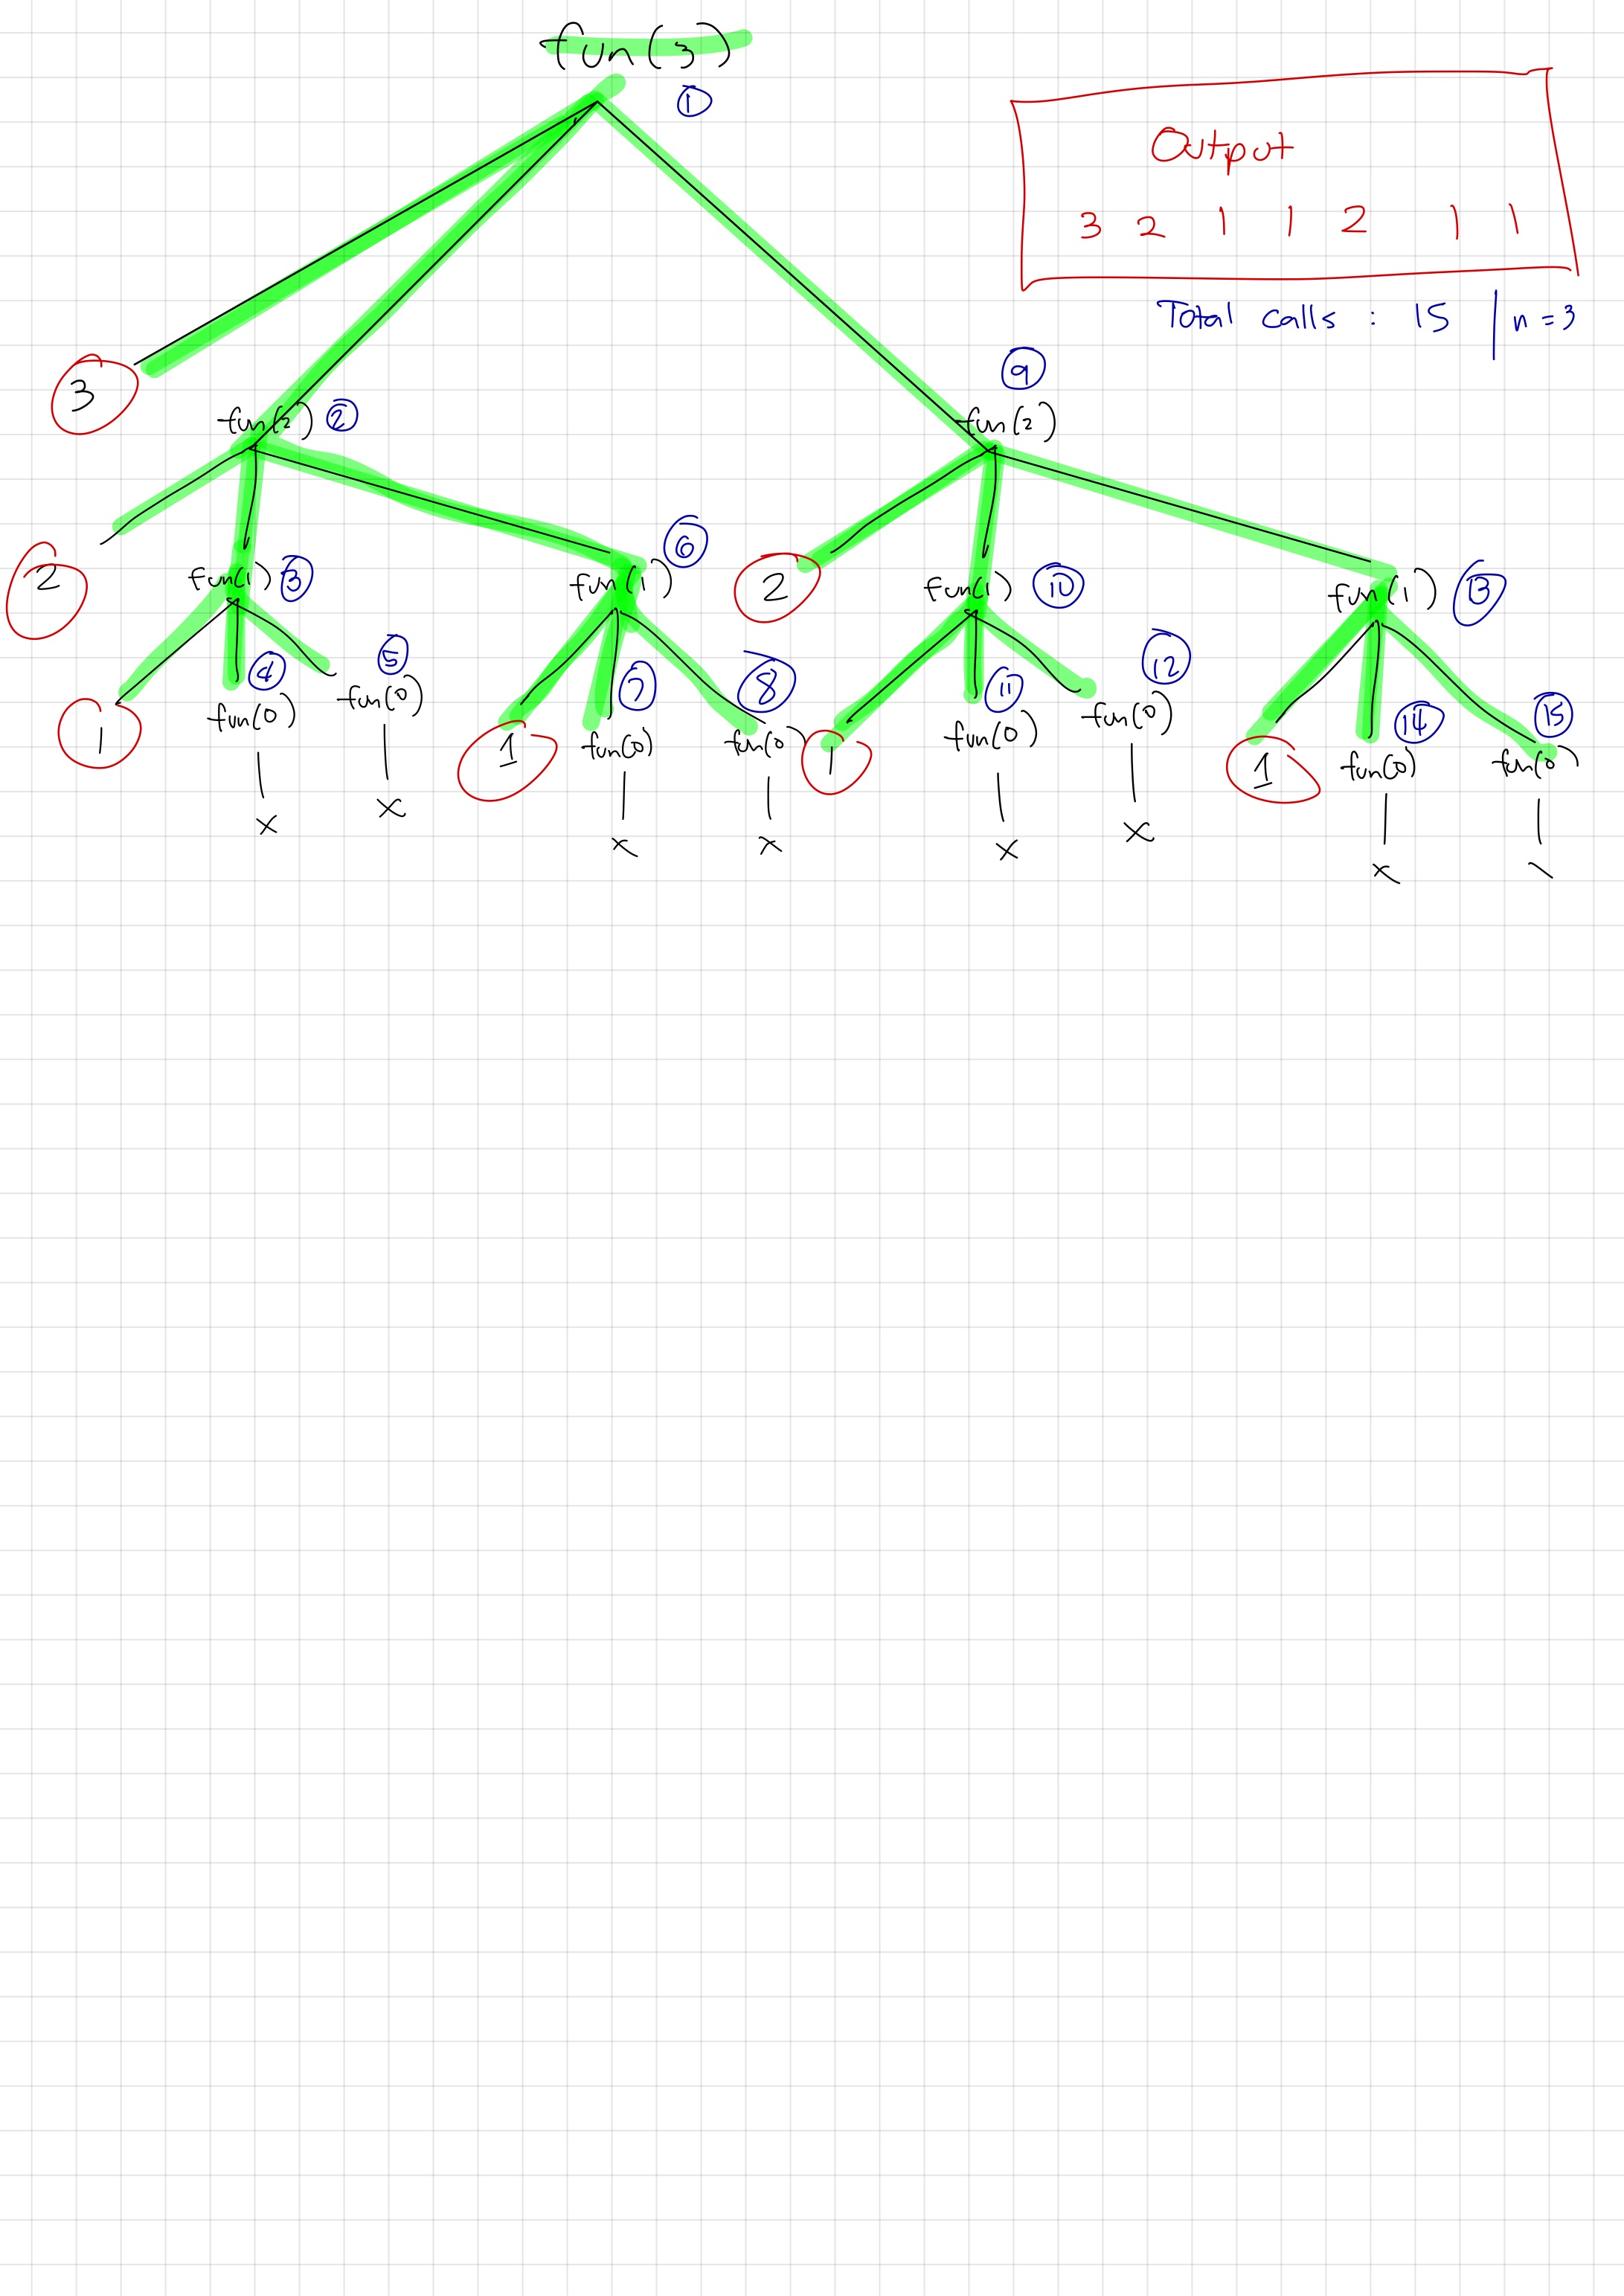 fun(3)
①
Output
3 2 1 1 2 1 1
Total calls : 15 | n = 3
3
fun(2) ②
⑨
fun(2)
2
fun(1) ③
⑥
fun(1)
2
fun(1) ⑩
fun(1) ⑬
1
④
fun(0)
⑤
fun(0)
1
⑦
fun(0)
⑧
fun(0)
1
⑪
fun(0)
⑫
fun(0)
1
⑭
fun(0)
⑮
fun(0)
x x x x x x x